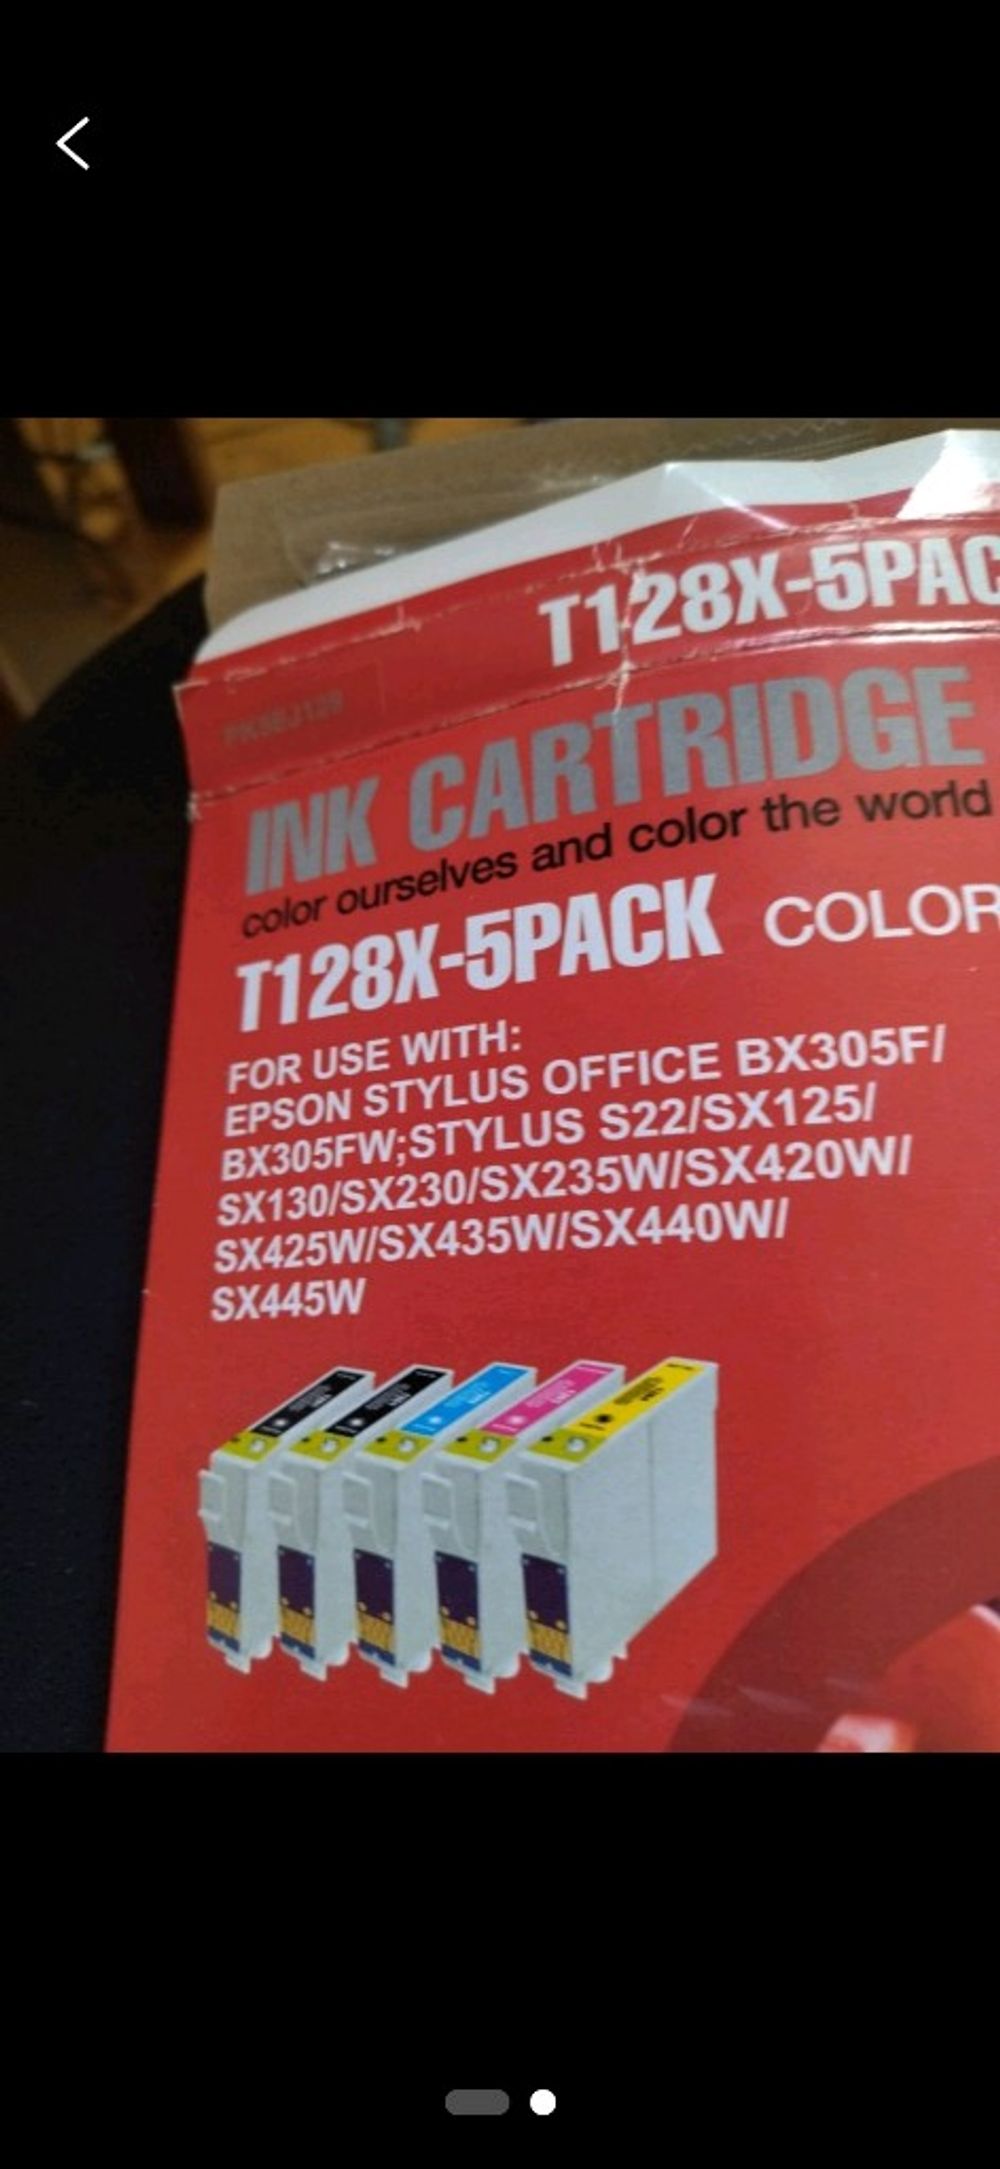 T128X-5PAC
INK CARTRIDGE
color ourselves and color the world
T128X-5PACK COLOR
FOR USE WITH:
EPSON STYLUS OFFICE BX305F/
BX305FW;STYLUS S22/SX125/
SX130/SX230/SX235W/SX420W/
SX425W/SX435W/SX440W/
SX445W